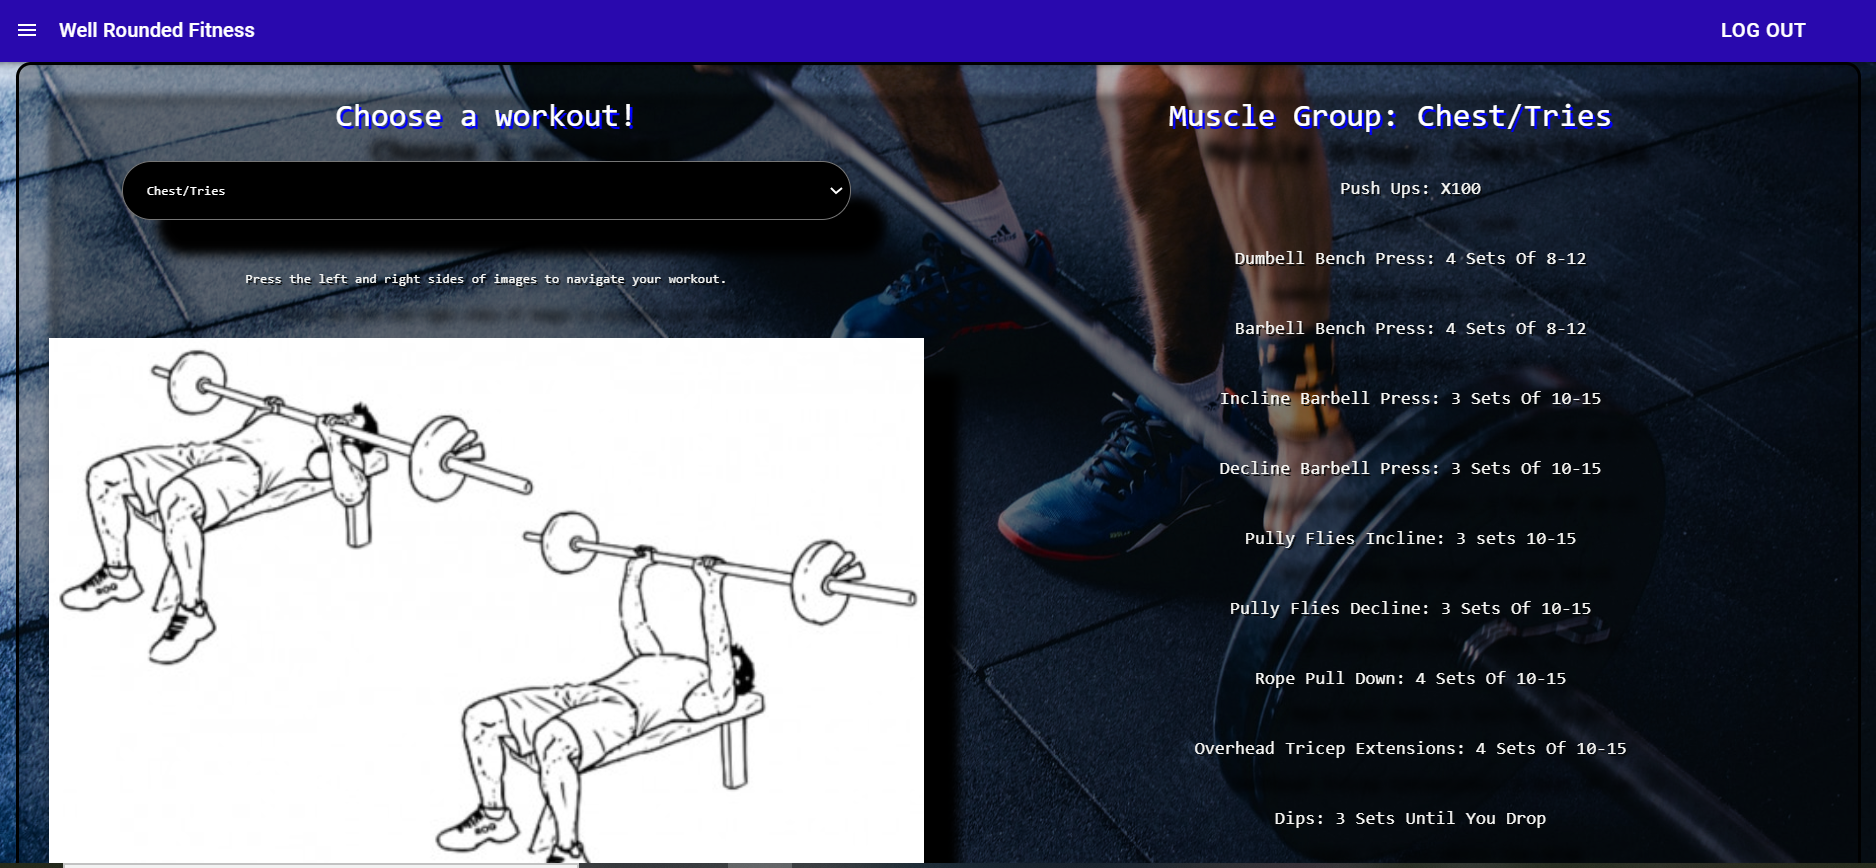 Well Rounded Fitness
LOG OUT
Choose a workout!
Chest/Tries
Press the left and right sides of images to navigate your workout.
Muscle Group: Chest/Tries
Push Ups: X100
Dumbell Bench Press: 4 Sets Of 8-12
Barbell Bench Press: 4 Sets Of 8-12
Incline Barbell Press: 3 Sets Of 10-15
Decline Barbell Press: 3 Sets Of 10-15
Pully Flies Incline: 3 sets 10-15
Pully Flies Decline: 3 Sets Of 10-15
Rope Pull Down: 4 Sets Of 10-15
Overhead Tricep Extensions: 4 Sets Of 10-15
Dips: 3 Sets Until You Drop